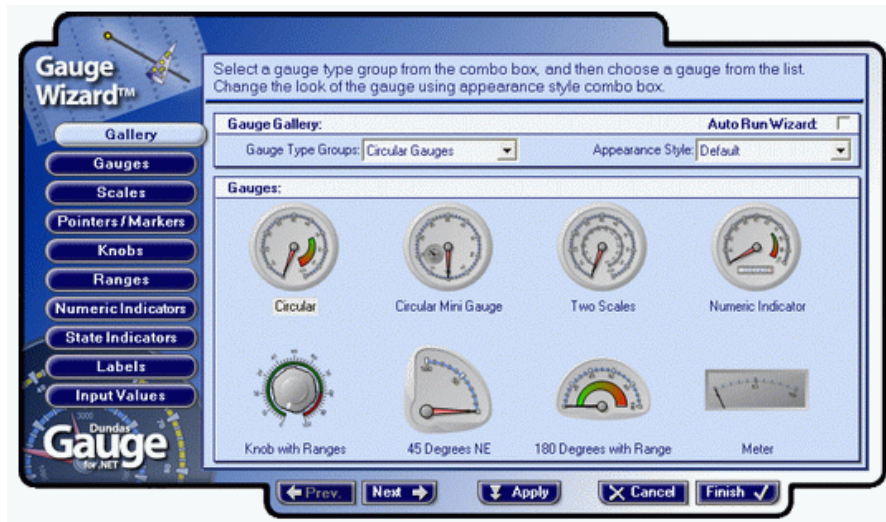 Gauge
Wizard™
Select a gauge type group from the combo box, and then choose a gauge from the list.
Change the look of the gauge using appearance style combo box.
Gallery
Gauges
Scales
Pointers / Markers
Knobs
Ranges
Numeric Indicators
State Indicators
Labels
Input Values
Dundas
Gauge
for .NET
Gauge Gallery:
Auto Run Wizard:
Gauge Type Groups: Circular Gauges
Appearance Style: Default
Gauges:
Circular
Circular Mini Gauge
Two Scales
Numeric Indicator
Knob with Ranges
45 Degrees NE
180 Degrees with Range
Meter
Prev.
Next
Apply
Cancel
Finish